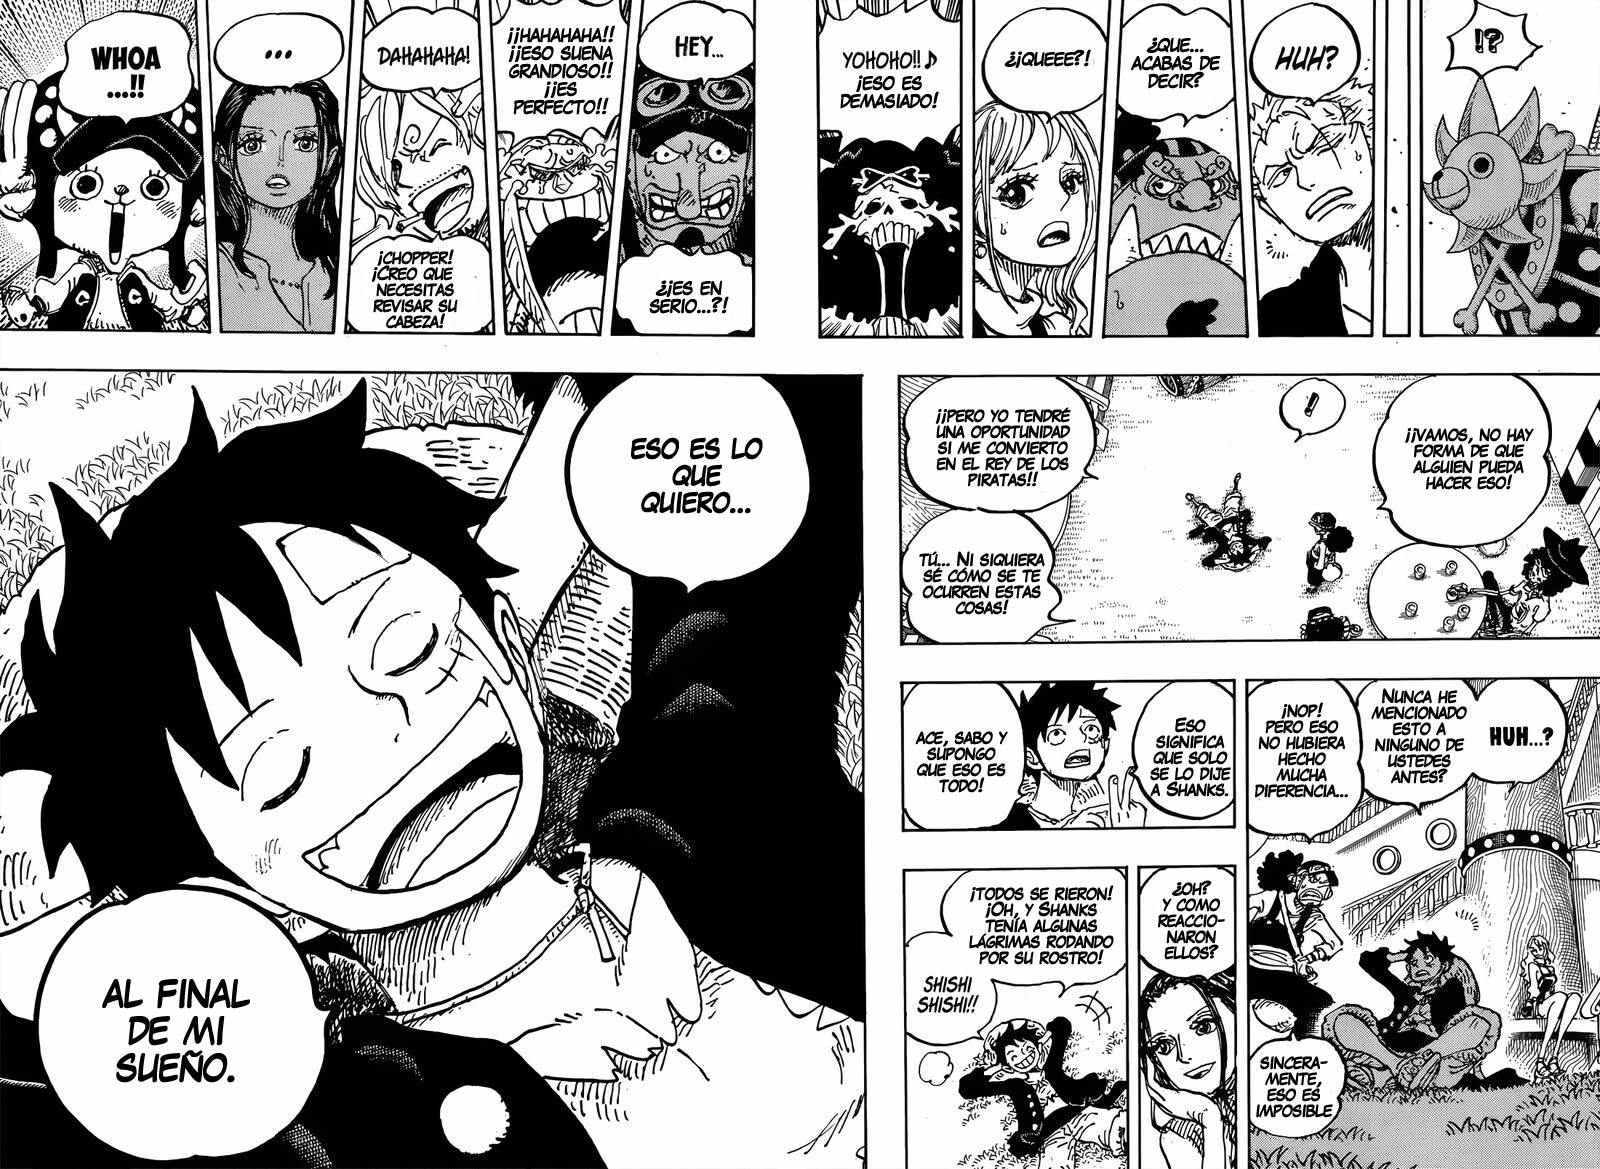 !?
HUH?
¿QUE...
ACABAS DE
DECIR?
¿¡QUEEE?!
YOHOHO!!♪
¡ESO ES
DEMASIADO!
HEY...
¿¡ES EN
SERIO...?!
¡¡HAHAHAHA!!
¡¡ESO SUENA
GRANDIOSO!!
¡¡ES
PERFECTO!!
DAHAHAHA!
¡CHOPPER!
¡CREO QUE
NECESITAS
REVISAR SU
CABEZA!
...
WHOA
...!!
¡¡VAMOS, NO HAY
FORMA DE QUE
ALGUIEN PUEDA
HACER ESO!
!
¡¡PERO YO TENDRÉ
UNA OPORTUNIDAD
SI ME CONVIERTO
EN EL REY DE LOS
PIRATAS!!
TÚ... NI SIQUIERA
SÉ CÓMO SE TE
OCURREN ESTAS
COSAS!
HUH...?
NUNCA HE
MENCIONADO
ESTO A
NINGUNO DE
USTEDES
ANTES?
¡NOP!
PERO ESO
NO HUBIERA
HECHO
MUCHA
DIFERENCIA...
SINCERA-
MENTE,
ESO ES
IMPOSIBLE
ESO
SIGNIFICA
QUE SOLO
SE LO DIJE
A SHANKS.
ACE, SABO Y
SUPONGO
QUE ESO ES
TODO!
¿OH?
Y COMO
REACCIO-
NARON
ELLOS?
¡TODOS SE RIERON!
¡OH, Y SHANKS
TENÍA ALGUNAS
LÁGRIMAS RODANDO
POR SU ROSTRO!
SHISHI
SHISHI!!
ESO ES LO
QUE
QUIERO...
AL FINAL
DE MI
SUEÑO.